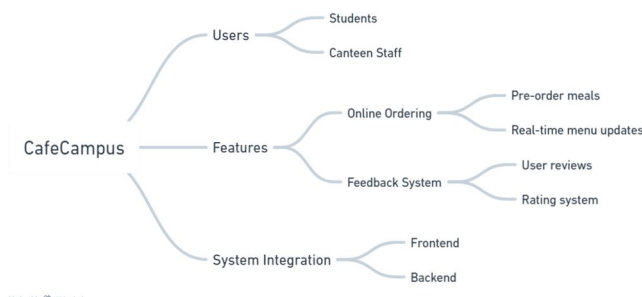 Students
Users
Canteen Staff
Pre-order meals
Online Ordering
Real-time menu updates
CafeCampus
Features
User reviews
Feedback System
Rating system
Frontend
System Integration
Backend